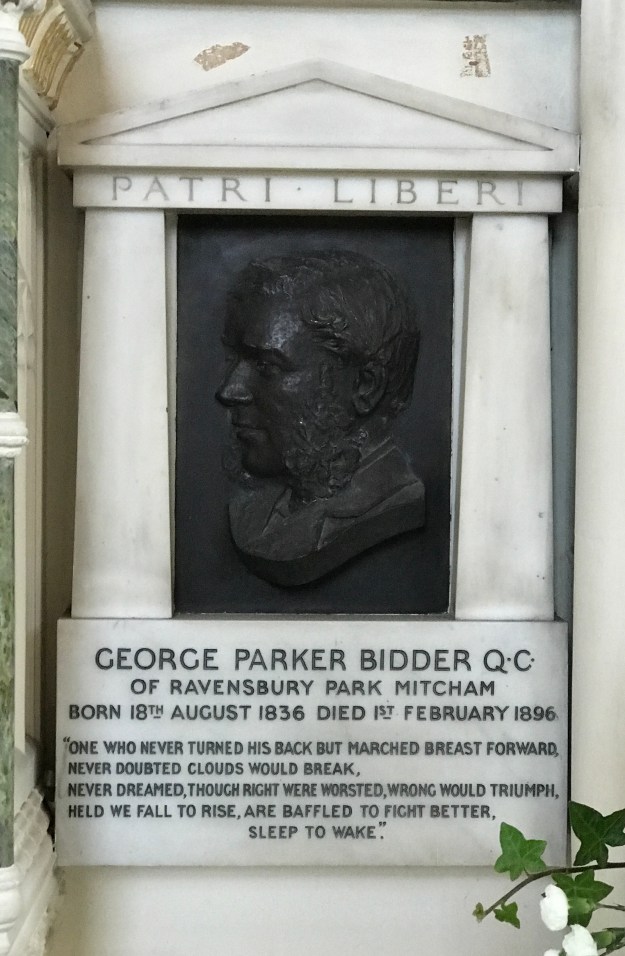 PATRI · LIBERI
GEORGE PARKER BIDDER Q·C·
OF RAVENSBURY PARK MITCHAM
BORN 18TH AUGUST 1836 DIED 1ST FEBRUARY 1896
"ONE WHO NEVER TURNED HIS BACK BUT MARCHED BREAST FORWARD,
NEVER DOUBTED CLOUDS WOULD BREAK,
NEVER DREAMED, THOUGH RIGHT WERE WORSTED, WRONG WOULD TRIUMPH,
HELD WE FALL TO RISE, ARE BAFFLED TO FIGHT BETTER,
SLEEP TO WAKE."